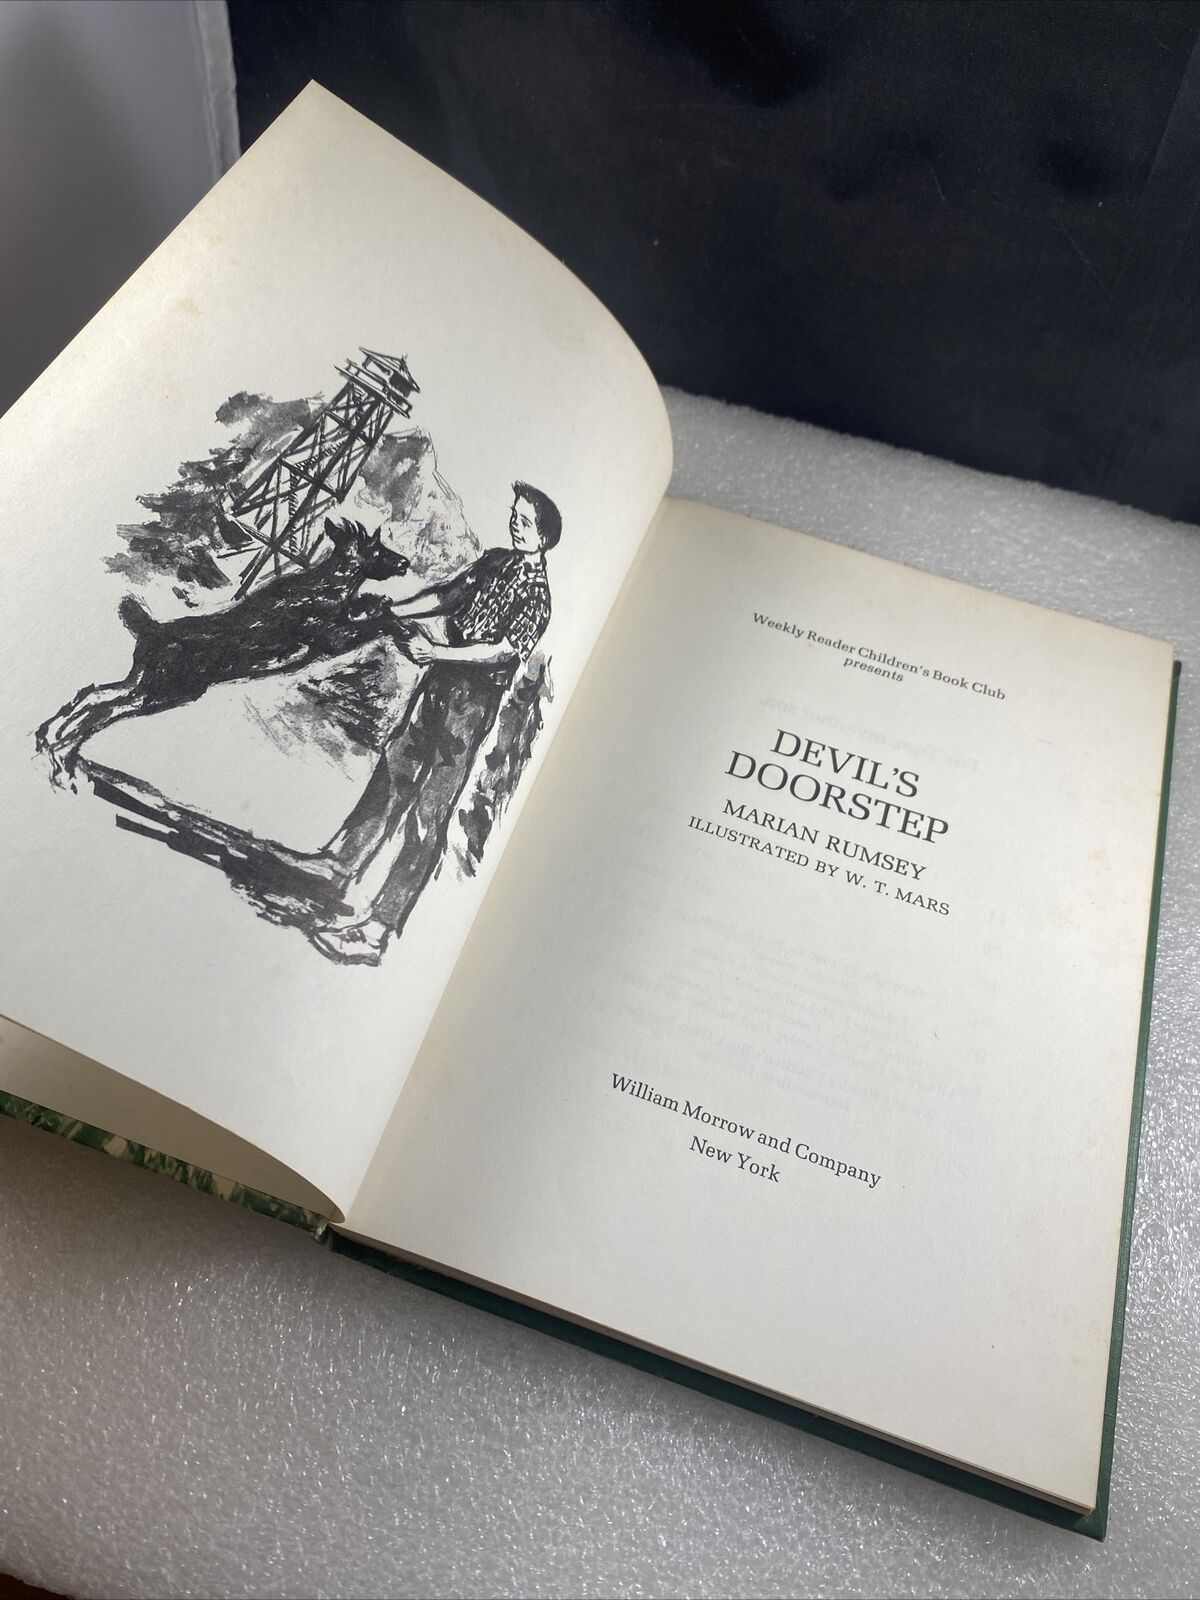 Weekly Reader Children's Book Club
presents
DEVIL'S
DOORSTEP
MARIAN RUMSEY
ILLUSTRATED BY W. T. MARS
William Morrow and Company
New York